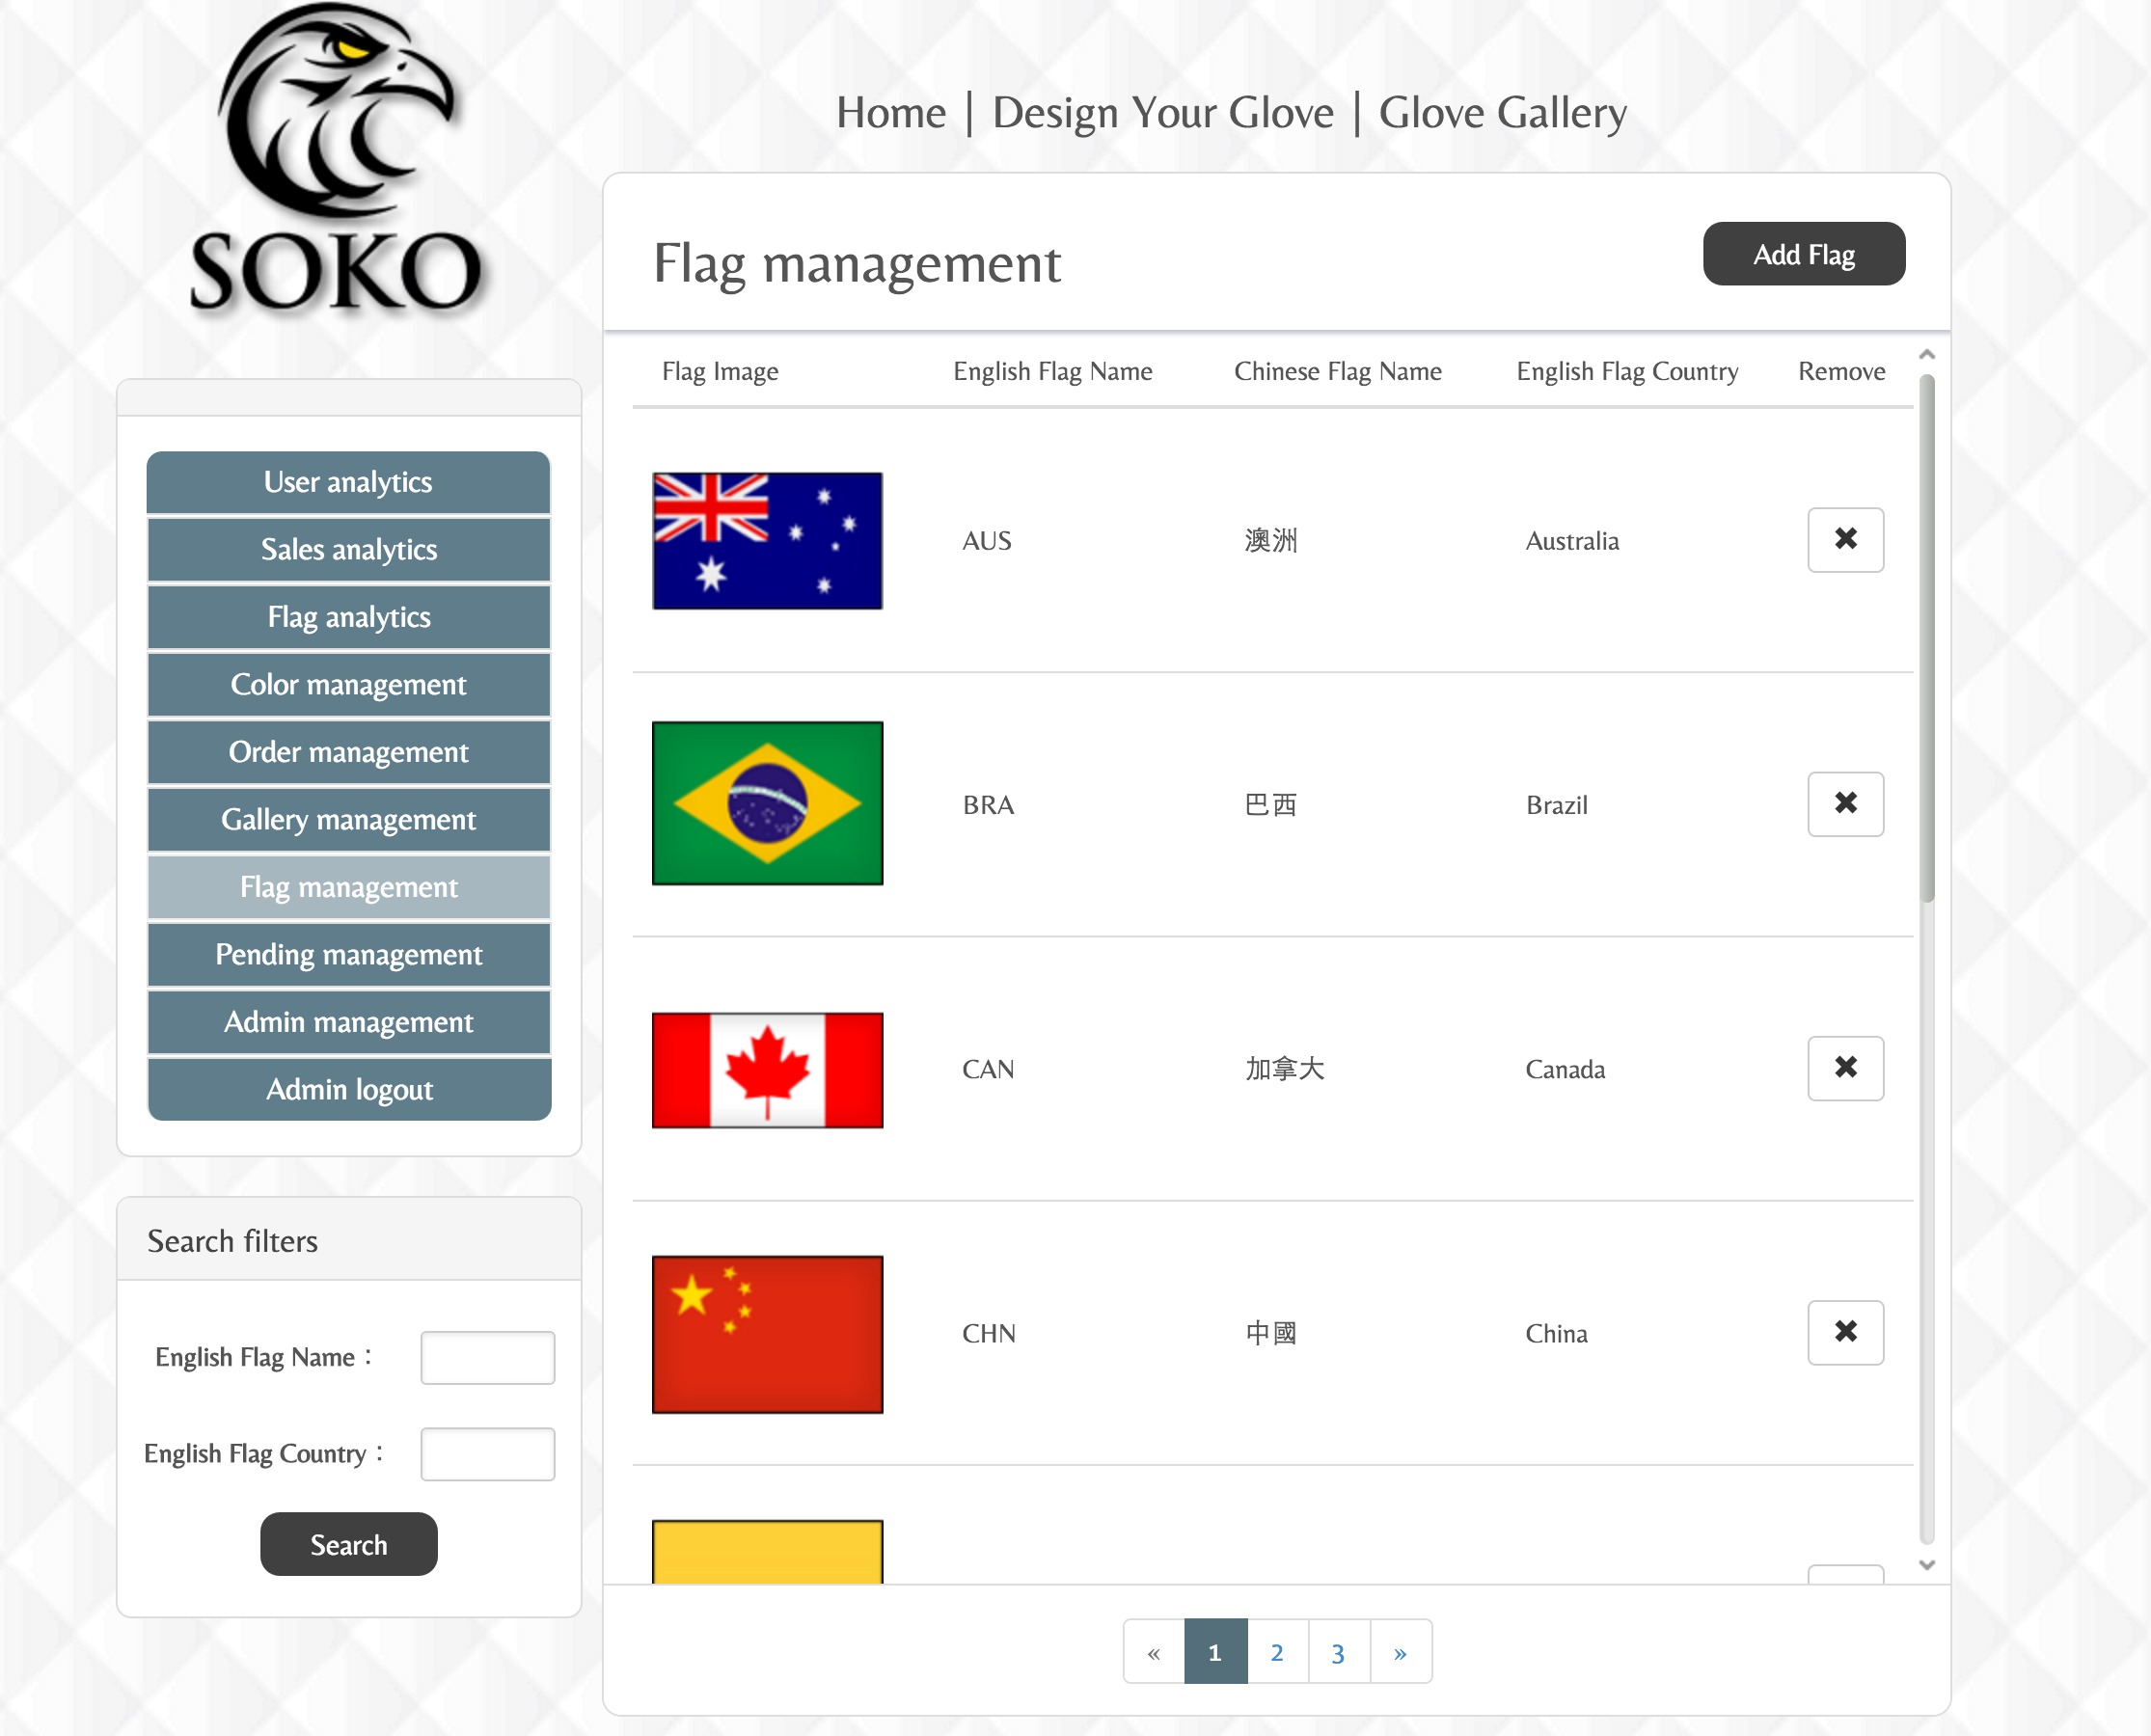 SOKO
Home | Design Your Glove | Glove Gallery
Flag management
Add Flag
Flag Image English Flag Name Chinese Flag Name English Flag Country Remove
AUS 澳洲 Australia
BRA 巴西 Brazil
CAN 加拿大 Canada
CHN 中國 China
« 1 2 3 »
User analytics
Sales analytics
Flag analytics
Color management
Order management
Gallery management
Flag management
Pending management
Admin management
Admin logout
Search filters
English Flag Name：
English Flag Country：
Search